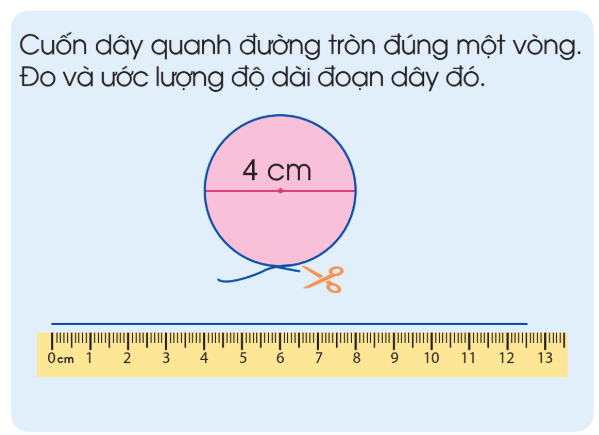 Cuốn dây quanh đường tròn đúng một vòng.
Đo và ước lượng độ dài đoạn dây đó.
4 cm
0cm 1 2 3 4 5 6 7 8 9 10 11 12 13